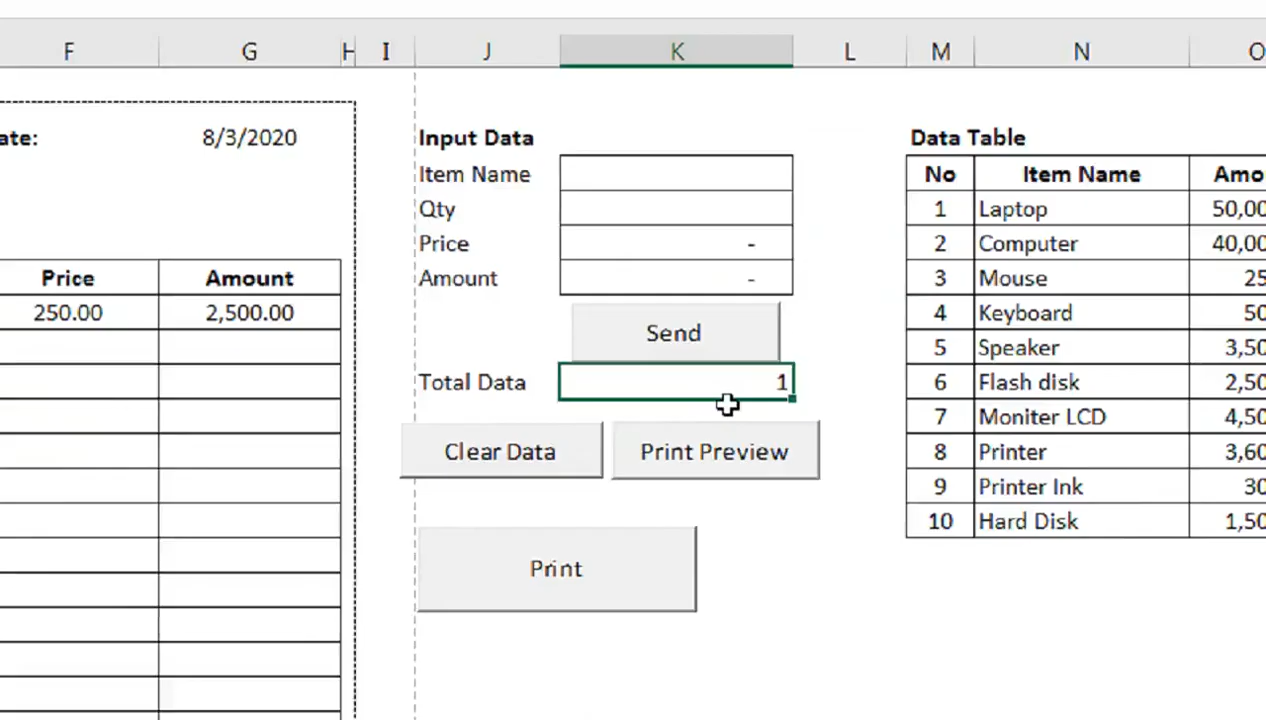 F G H I J K L M N O
ate: 8/3/2020 Input Data Data Table
Item Name No Item Name Amo
Qty 1 Laptop 50,00
Price - 2 Computer 40,00
Price Amount Amount - 3 Mouse 25
250.00 2,500.00 4 Keyboard 50
Send 5 Speaker 3,50
Total Data 1 6 Flash disk 2,50
7 Moniter LCD 4,50
Clear Data Print Preview 8 Printer 3,60
9 Printer Ink 30
10 Hard Disk 1,50
Print